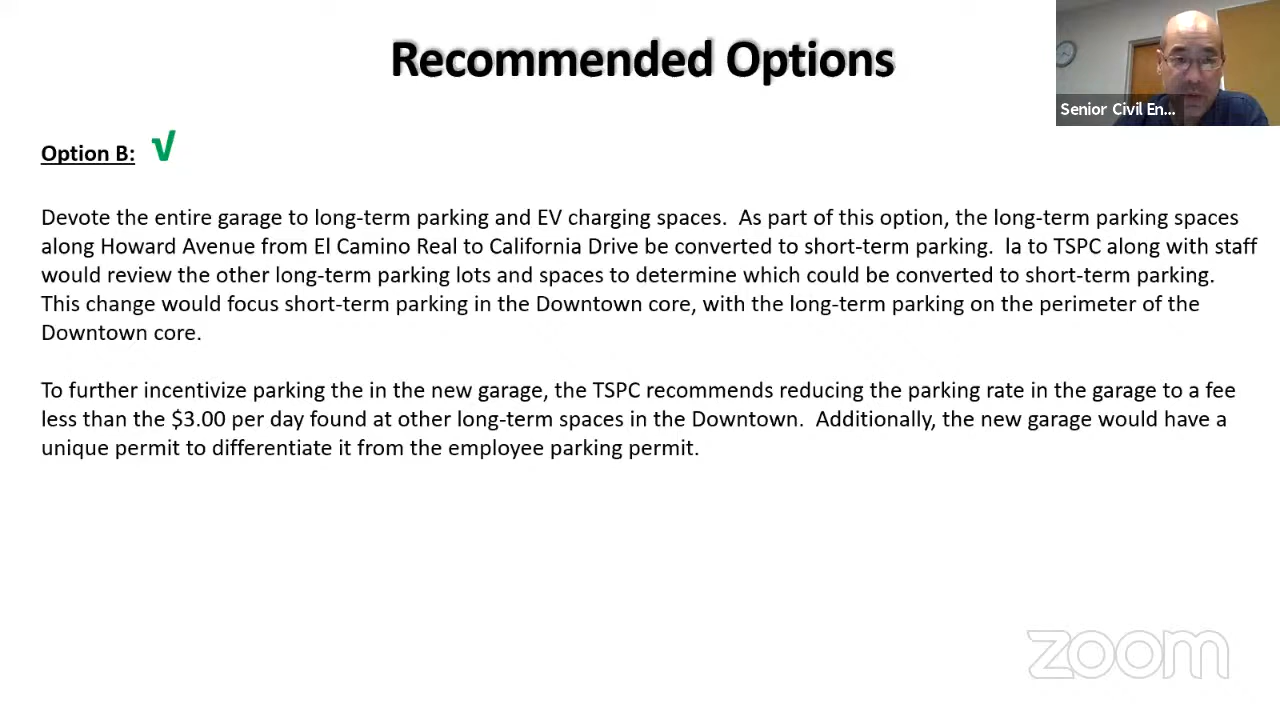 Recommended Options
Senior Civil En...
Option B: √
Devote the entire garage to long-term parking and EV charging spaces. As part of this option, the long-term parking spaces
along Howard Avenue from El Camino Real to California Drive be converted to short-term parking. Ia to TSPC along with staff
would review the other long-term parking lots and spaces to determine which could be converted to short-term parking.
This change would focus short-term parking in the Downtown core, with the long-term parking on the perimeter of the
Downtown core.
To further incentivize parking the in the new garage, the TSPC recommends reducing the parking rate in the garage to a fee
less than the $3.00 per day found at other long-term spaces in the Downtown. Additionally, the new garage would have a
unique permit to differentiate it from the employee parking permit.
zoom